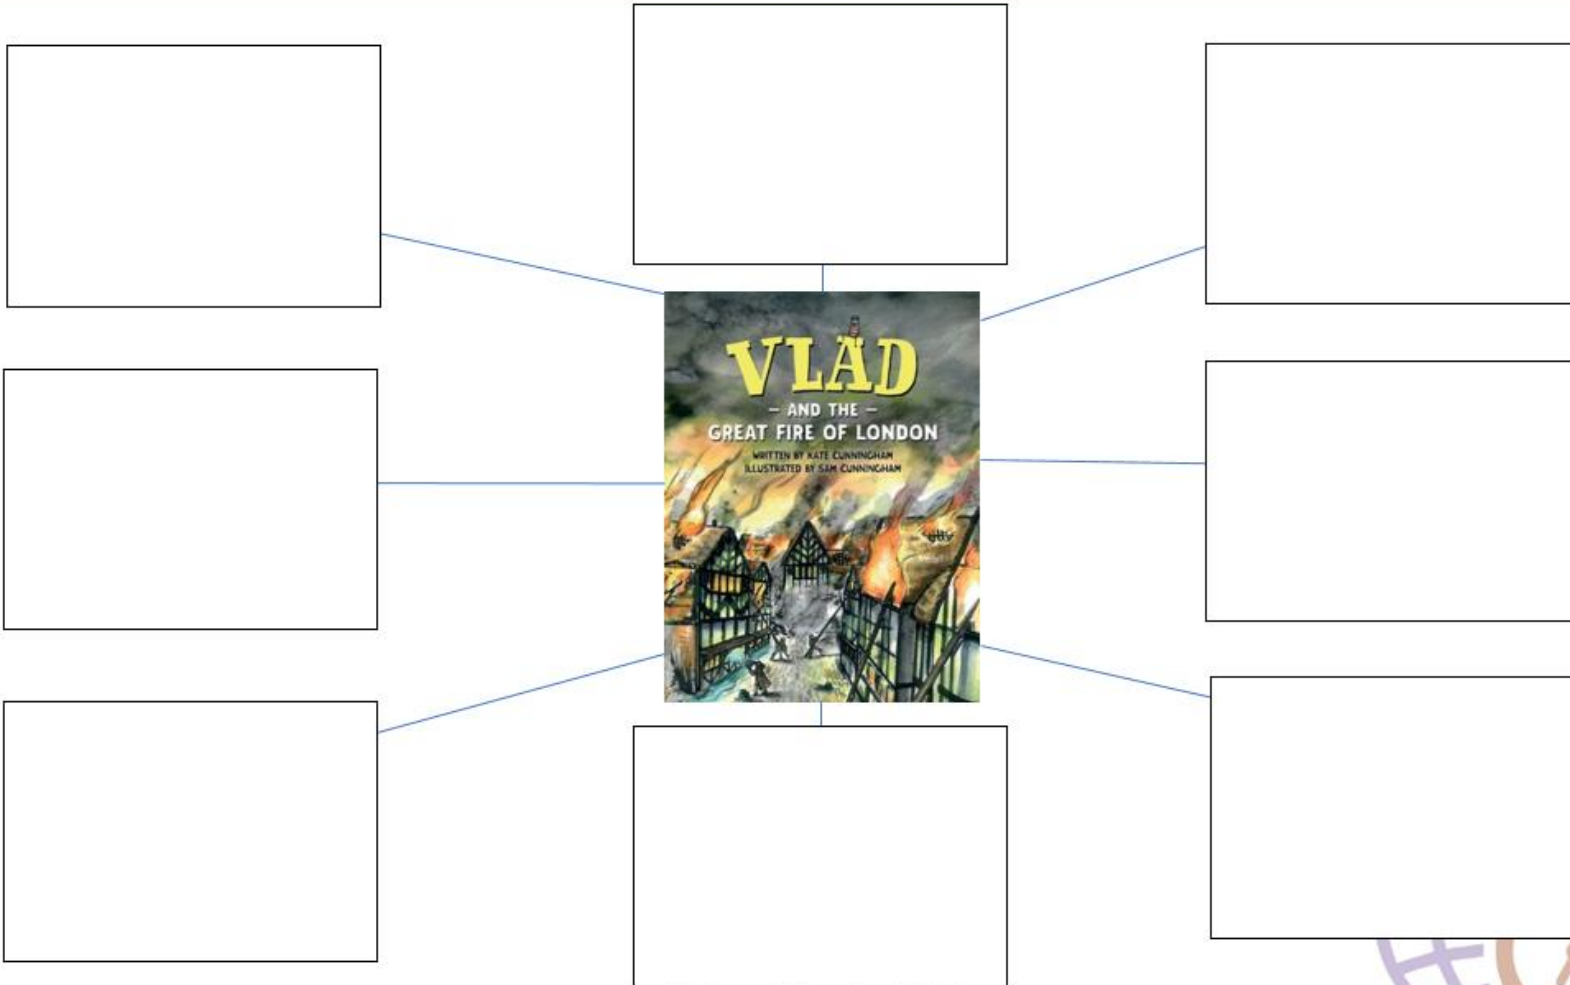 VLAD
– AND THE –
GREAT FIRE OF LONDON
WRITTEN BY KATE CUNNINGHAM
ILLUSTRATED BY SAM CUNNINGHAM